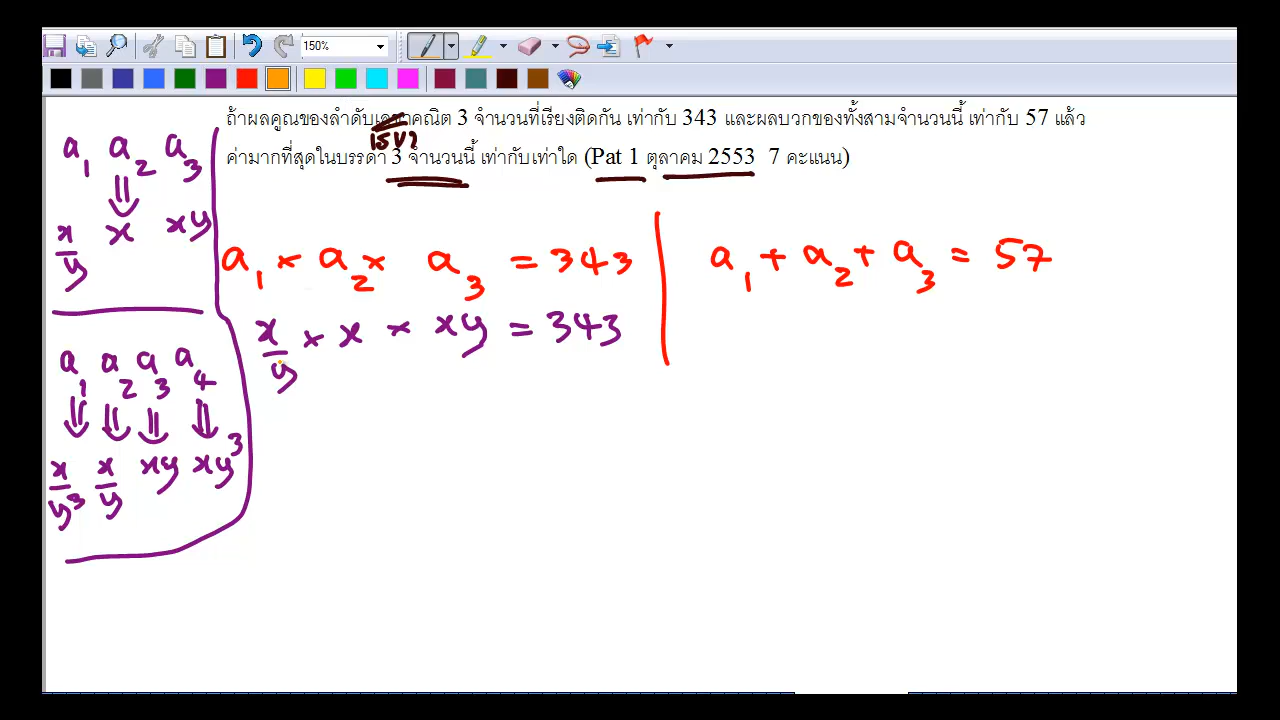 150%
ถ้าผลคูณของลำดับเลขาคณิต 3 จำนวนที่เรียงติดกัน เท่ากับ 343 และผลบวกของทั้งสามจำนวนนี้ เท่ากับ 57 แล้ว
ค่ามากที่สุดในบรรดา 3 จำนวนนี้ เท่ากับเท่าใด (Pat 1 ตุลาคม 2553 7 คะแนน)
a₁ a₂ a₃
x/y x xy
a₁ × a₂ × a₃ = 343
a₁ + a₂ + a₃ = 57
x/y × x × xy = 343
a₁ a₂ a₃ a₄
x/y³ x/y xy xy³